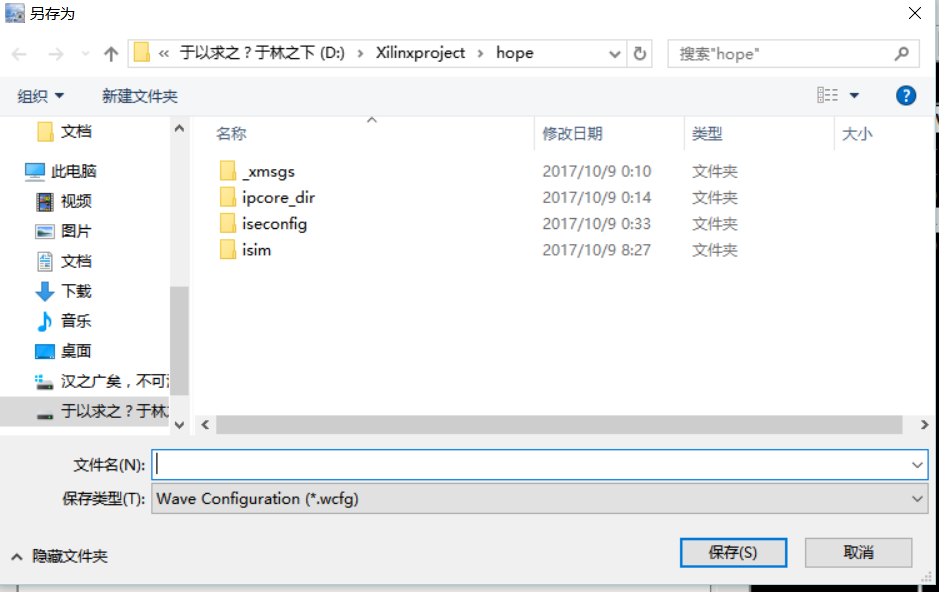 另存为
« 于以求之？于林之下 (D:) › Xilinxproject › hope
搜索"hope"
组织
新建文件夹
?
文档
此电脑
视频
图片
文档
下载
音乐
桌面
汉之广矣，不可
于以求之？于林
名称 修改日期 类型 大小
_xmsgs 2017/10/9 0:10 文件夹
ipcore_dir 2017/10/9 0:14 文件夹
iseconfig 2017/10/9 0:33 文件夹
isim 2017/10/9 8:27 文件夹
文件名(N):
保存类型(T): Wave Configuration (*.wcfg)
隐藏文件夹
保存(S)
取消